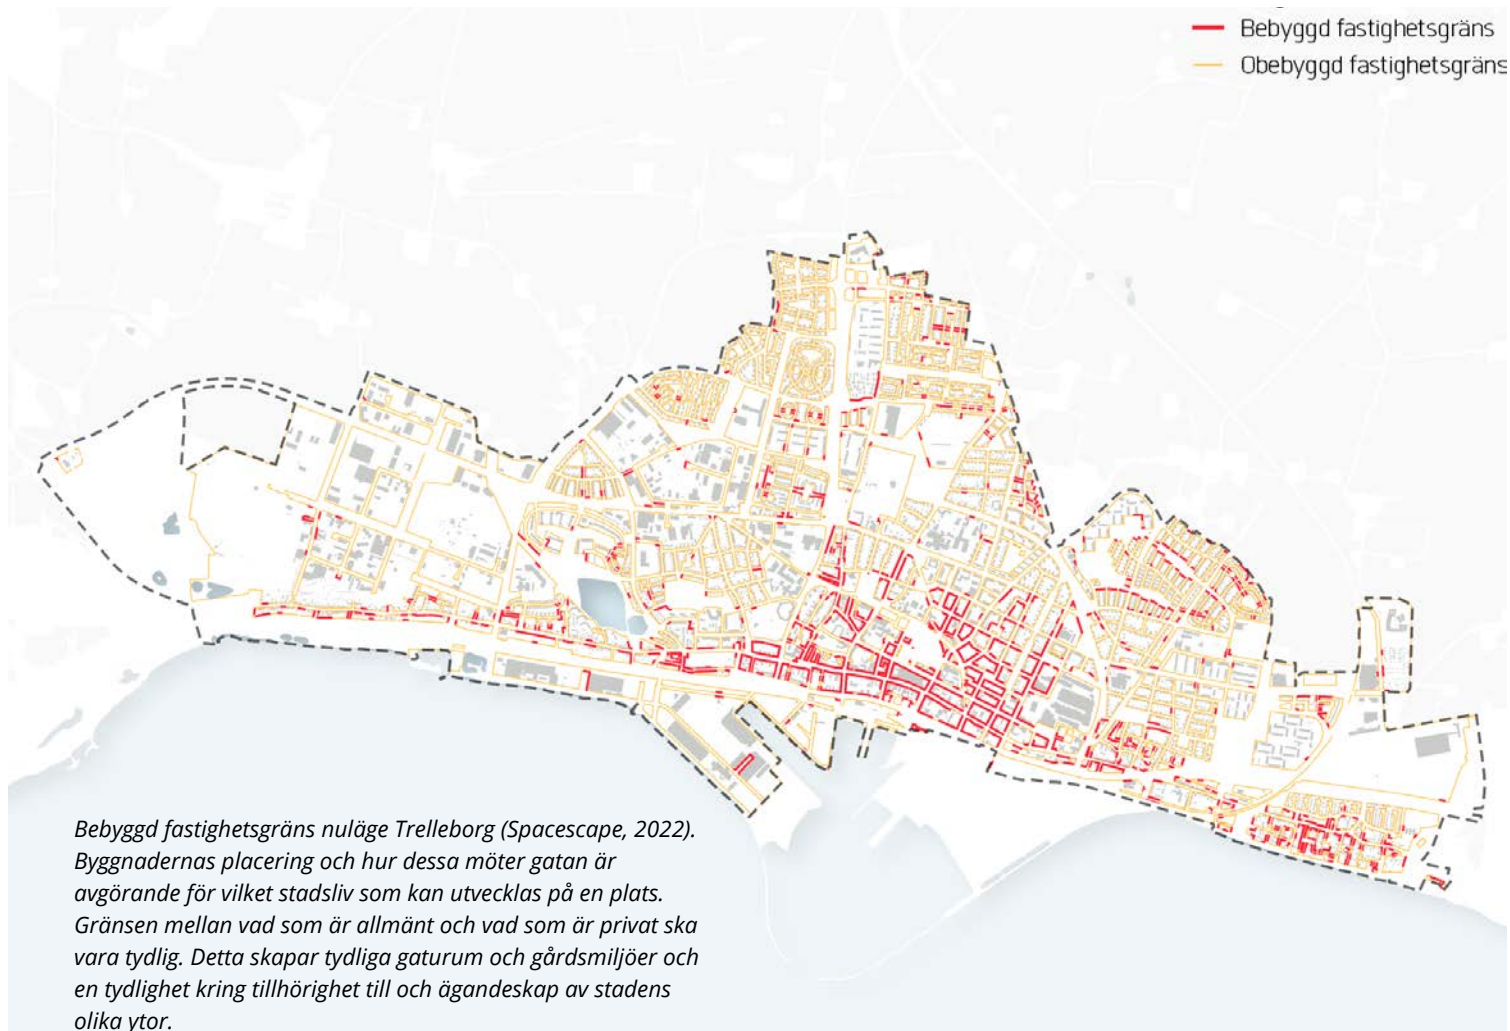 Bebyggd fastighetsgräns
Obebyggd fastighetsgräns
Bebyggd fastighetsgräns nuläge Trelleborg (Spacescape, 2022).
Byggnadernas placering och hur dessa möter gatan är
avgörande för vilket stadsliv som kan utvecklas på en plats.
Gränsen mellan vad som är allmänt och vad som är privat ska
vara tydlig. Detta skapar tydliga gaturum och gårdsmiljöer och
en tydlighet kring tillhörighet till och ägandeskap av stadens
olika ytor.